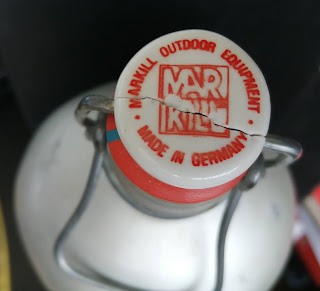 • MARKILL OUTDOOR EQUIPMENT •
MAR
KILL
MADE IN GERMANY